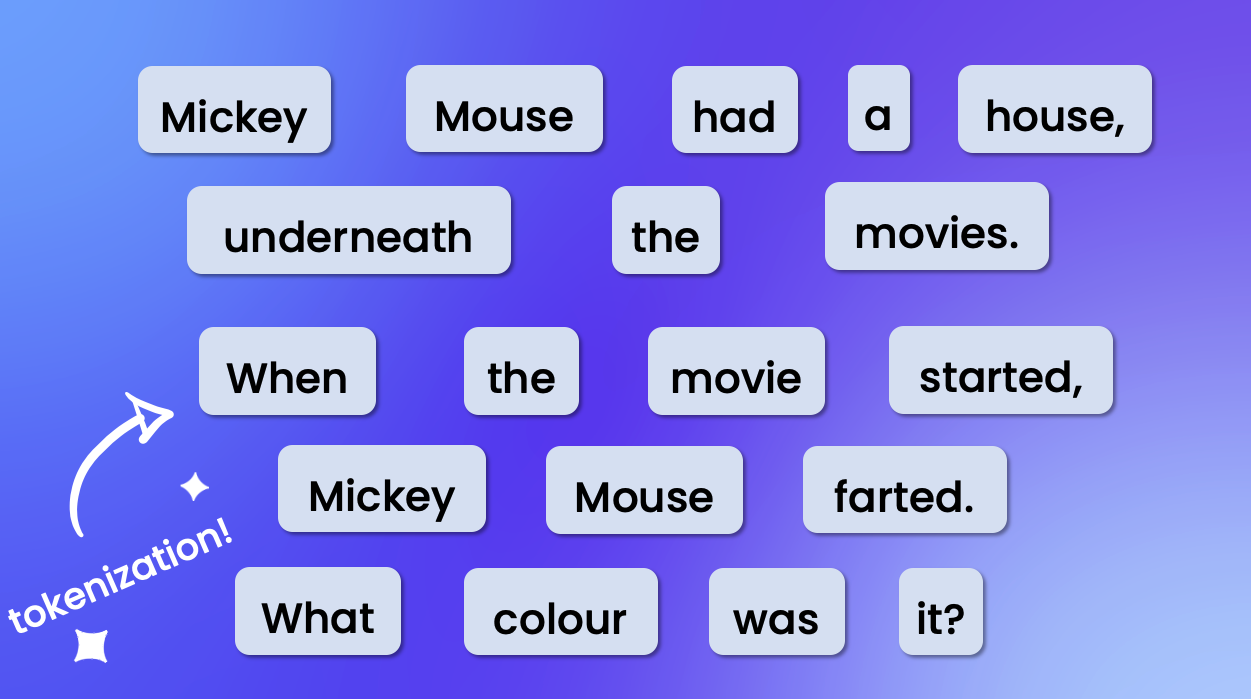 Mickey Mouse had a house,
underneath the movies.
When the movie started,
Mickey Mouse farted.
What colour was it?
tokenization!